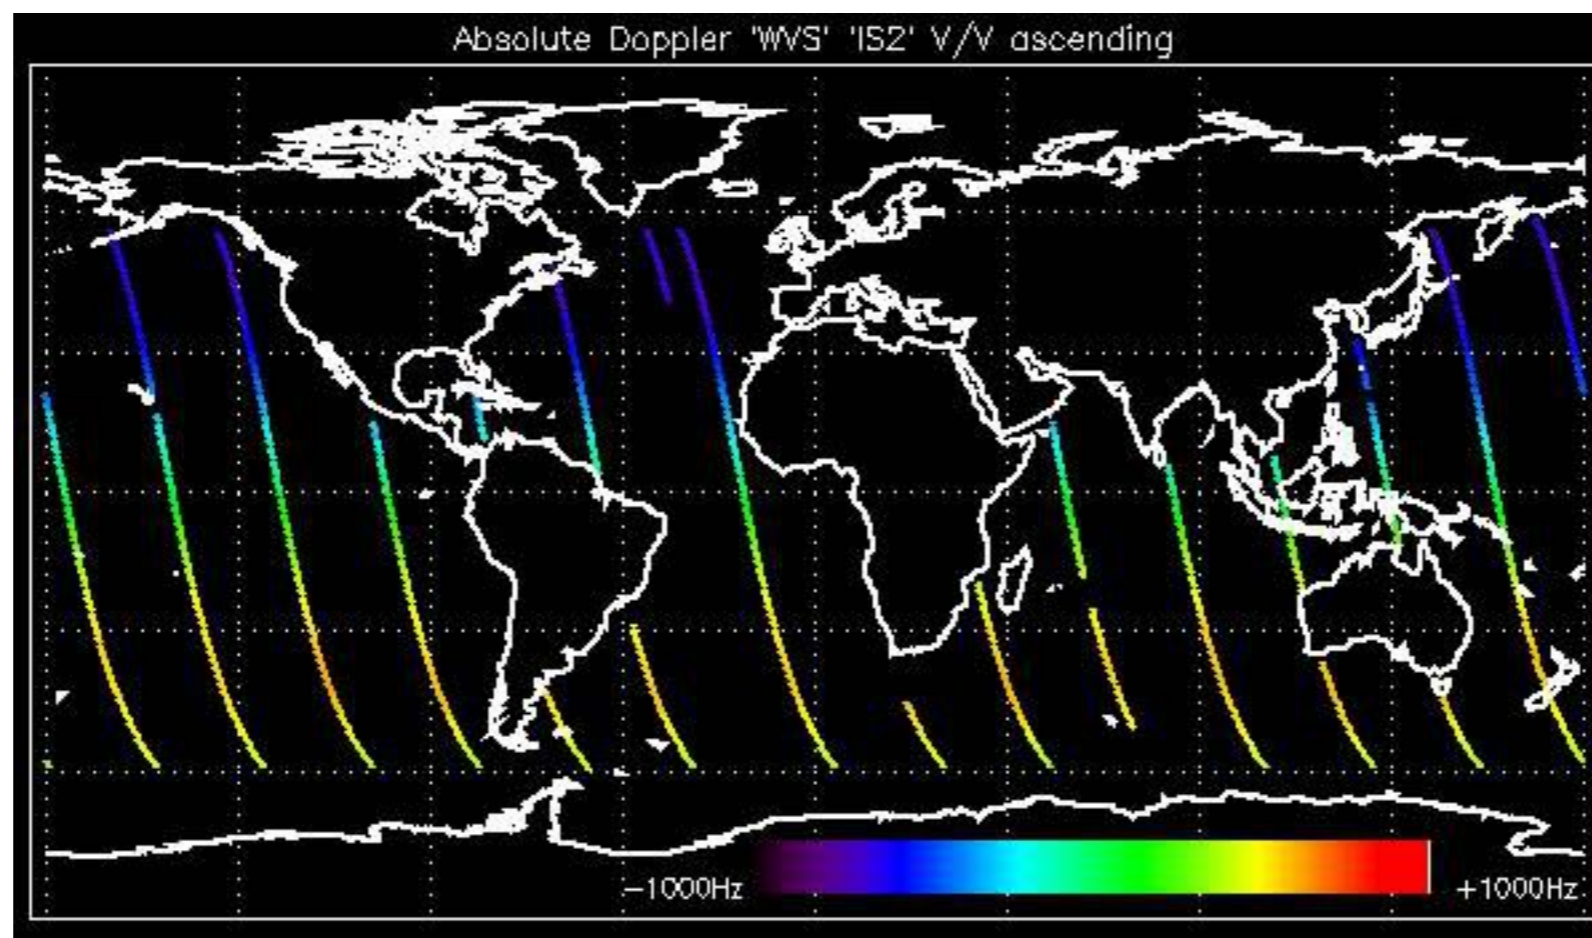 Absolute Doppler 'WVS' 'IS2' V/V ascending
−1000Hz
+1000Hz